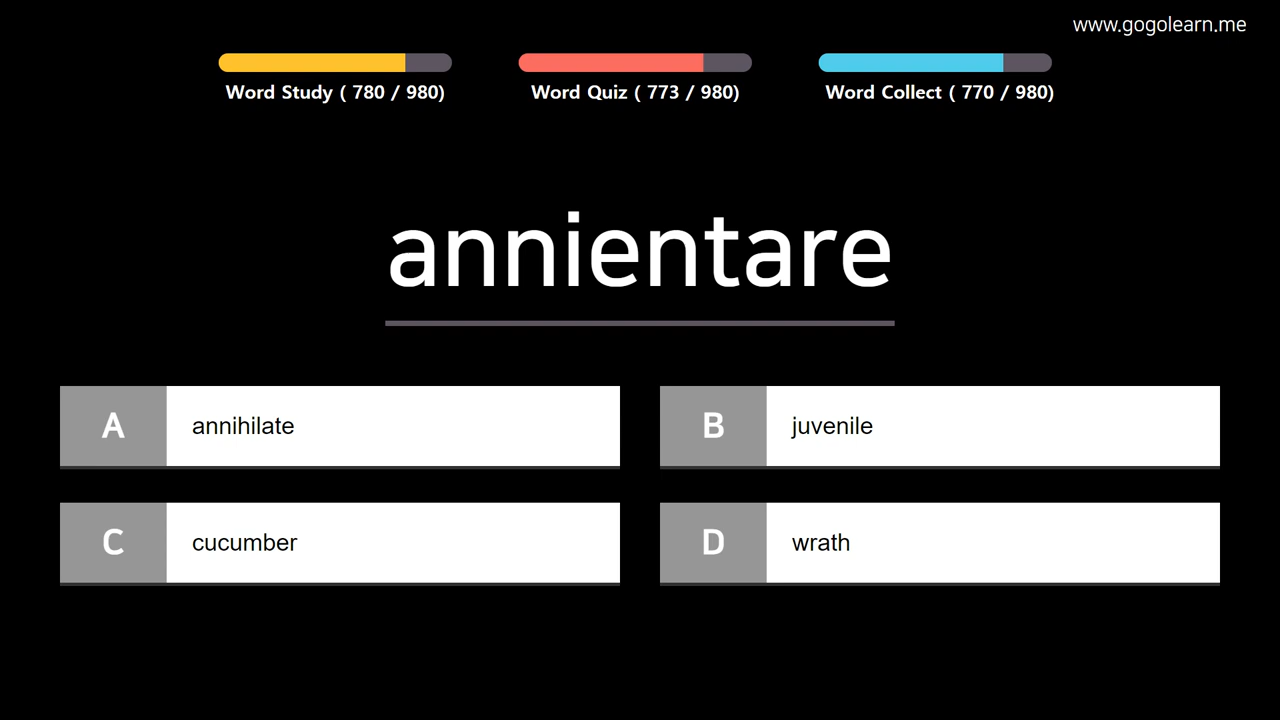 www.gogolearn.me
Word Study ( 780 / 980)
Word Quiz ( 773 / 980)
Word Collect ( 770 / 980)
annientare
A annihilate
B juvenile
C cucumber
D wrath